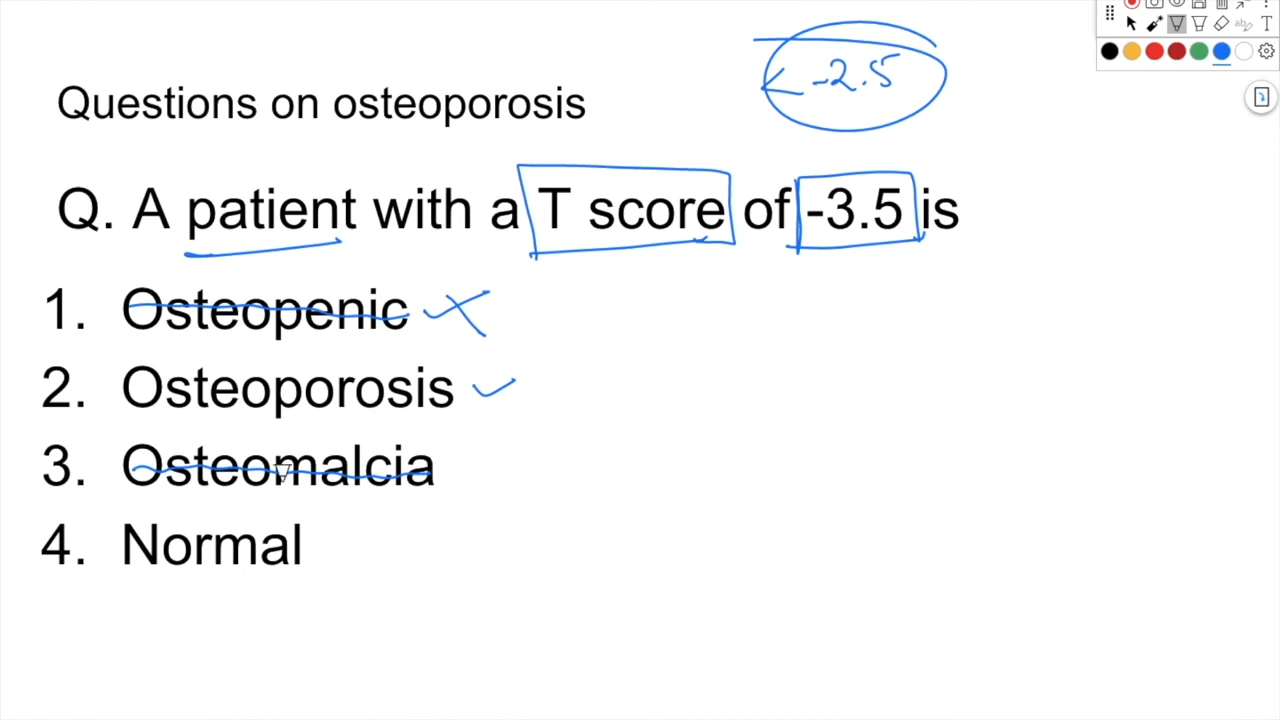 < -2.5
Questions on osteoporosis
Q. A patient with a T score of -3.5 is
1. Osteopenic
2. Osteoporosis
3. Osteomalcia
4. Normal